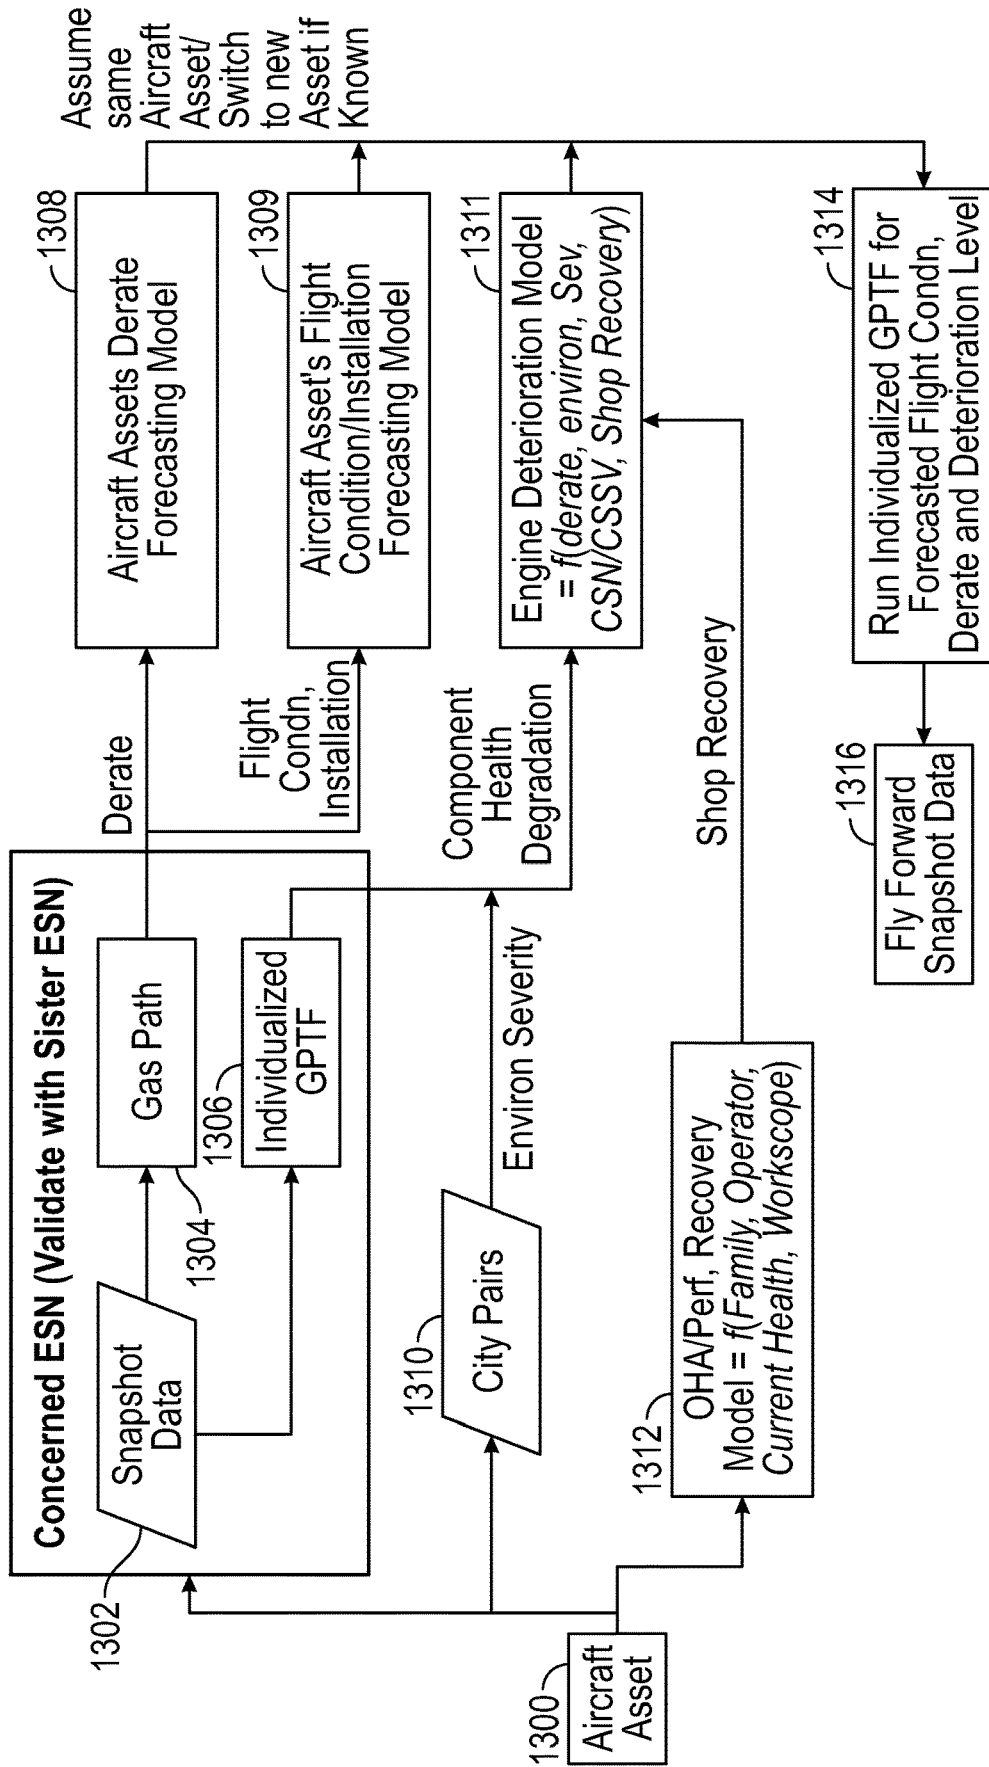 Concerned ESN (Validate with Sister ESN)
1302
Snapshot
Data
Gas Path
1304
1306
Individualized
GPTF
Derate
Flight
Condn,
Installation
1308
Aircraft Assets Derate
Forecasting Model
1309
Aircraft Asset's Flight
Condition/Installation
Forecasting Model
Assume
same
Aircraft
Asset/
Switch
to new
Asset if
Known
1300
Aircraft
Asset
1310
City Pairs
Environ Severity
Component
Health
Degradation
1311
Engine Deterioration Model
= f(derate, environ, Sev,
CSN/CSSV, Shop Recovery)
1312
OHA/Perf, Recovery
Model = f(Family, Operator,
Current Health, Workscope)
Shop Recovery
1314
Run Individualized GPTF for
Forecasted Flight Condn,
Derate and Deterioration Level
1316
Fly Forward
Snapshot Data